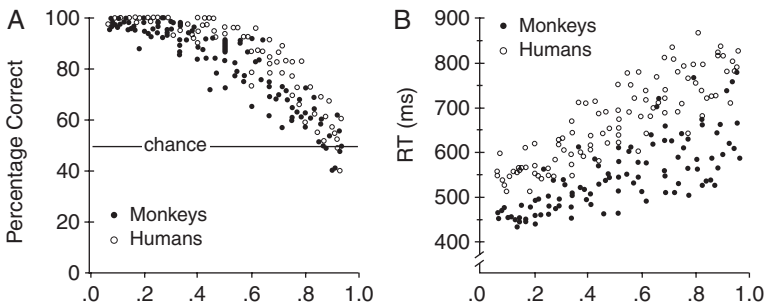 A
Percentage Correct
100
80
60
40
20
0
chance
Monkeys
Humans
.0 .2 .4 .6 .8 1.0
B
RT (ms)
900
800
700
600
500
400
Monkeys
Humans
.0 .2 .4 .6 .8 1.0